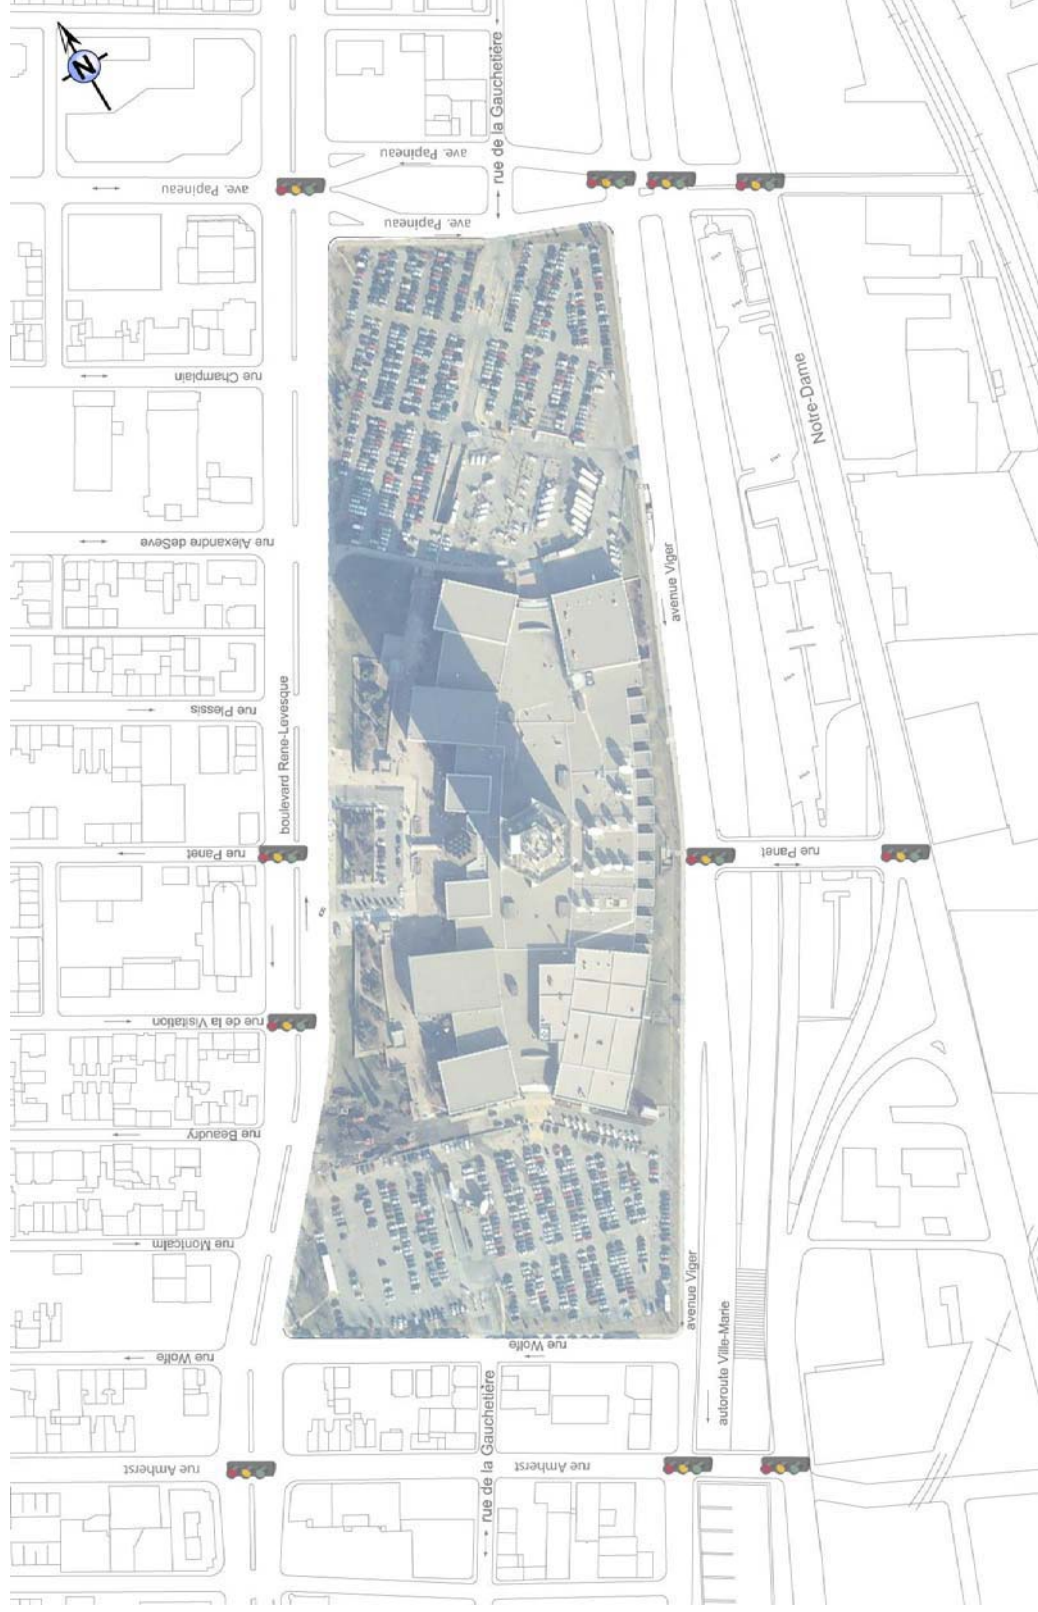 N
rue de la Gauchetière
ave. Papineau
ave. Papineau
ave. Papineau
rue Champlain
Notre-Dame
rue Alexandre deSève
avenue Viger
rue Plessis
boulevard René-Lévesque
rue Panet
rue Panet
rue de la Visitation
rue Beaudry
rue Montcalm
avenue Viger
autoroute Ville-Marie
rue Wolfe
rue Wolfe
rue de la Gauchetière
rue Amherst
rue Amherst